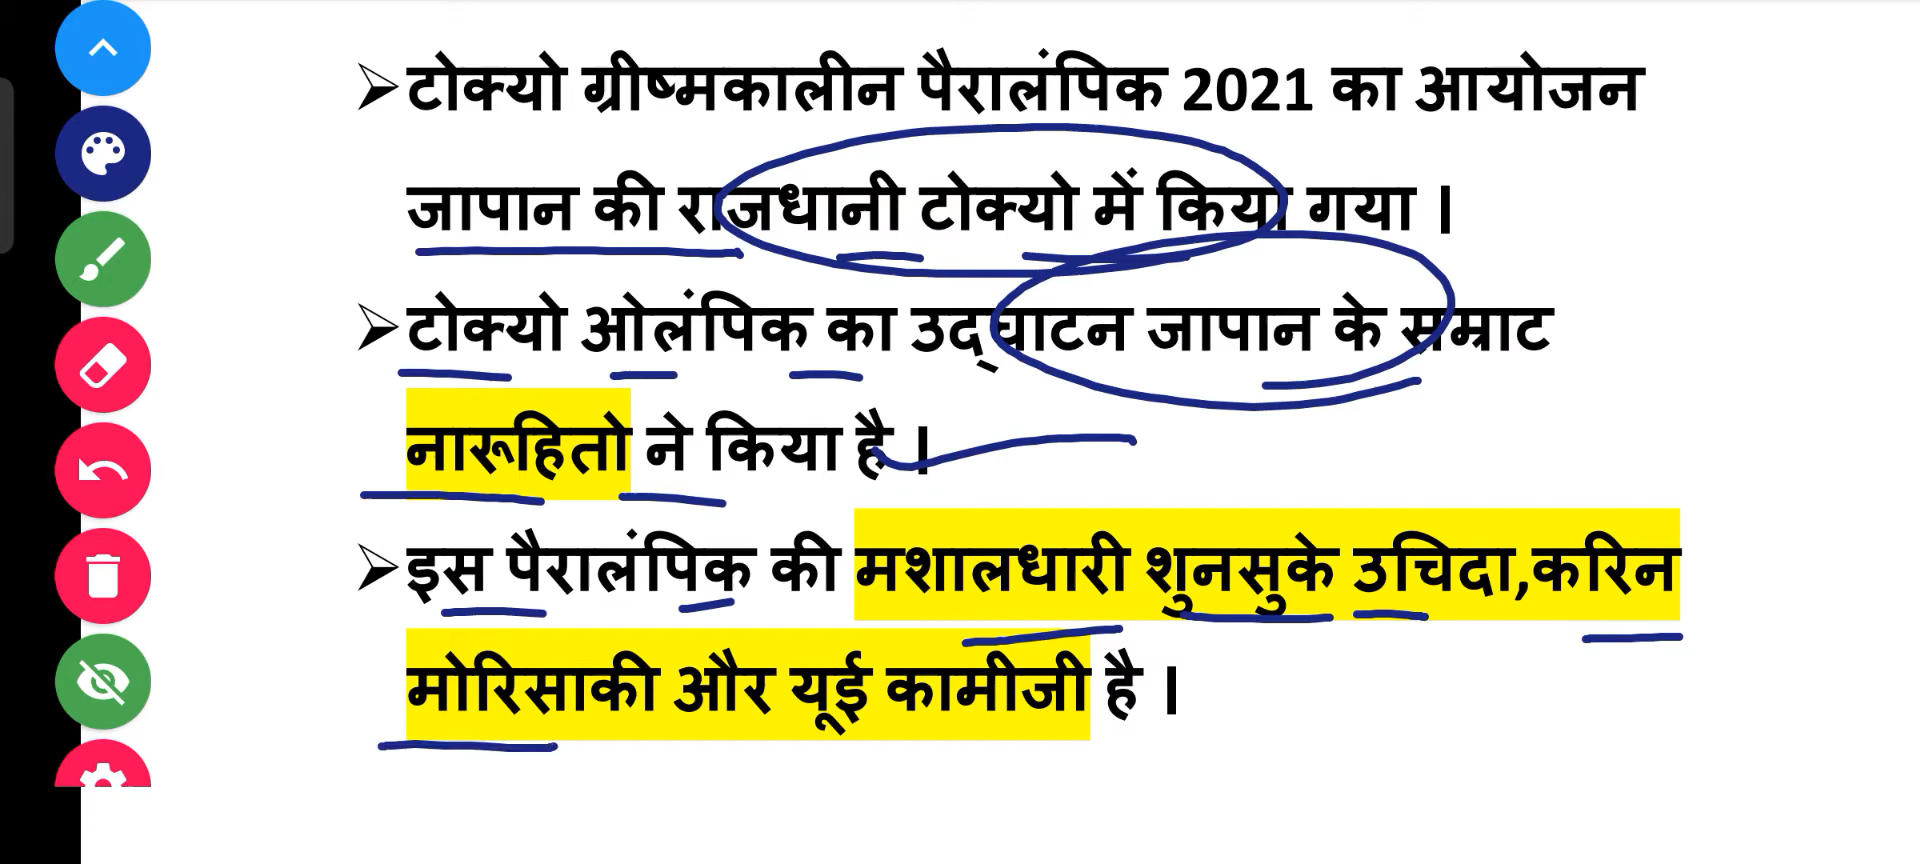 ➢टोक्यो ग्रीष्मकालीन पैरालंपिक 2021 का आयोजन
जापान की राजधानी टोक्यो में किया गया ।
➢टोक्यो ओलंपिक का उद्घाटन जापान के सम्राट
नारूहितो ने किया है ।
➢इस पैरालंपिक की मशालधारी शुनसुके उचिदा,करिन
मोरिसाकी और यूई कामीजी है ।